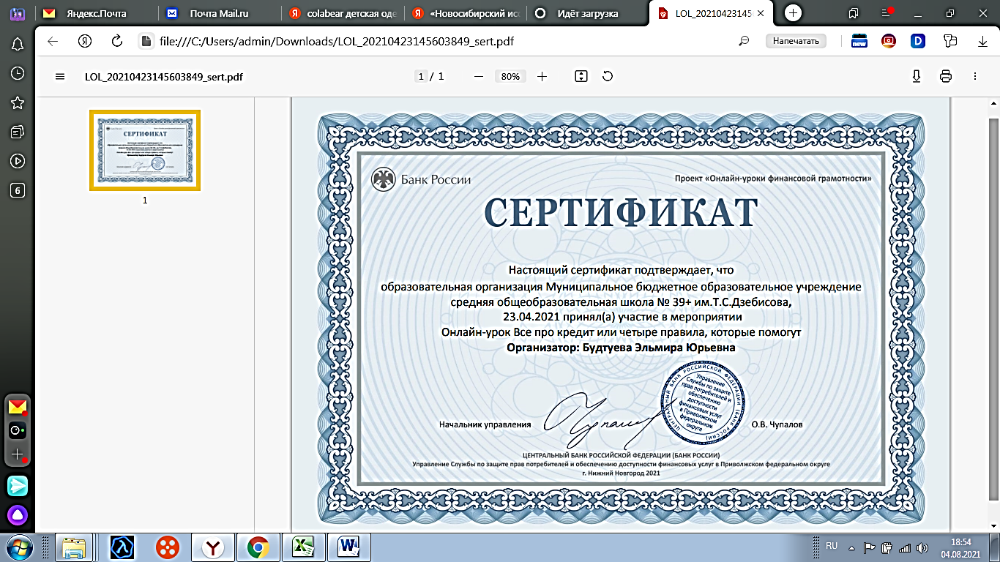 Яндекс.Почта
Почта Mail.ru
colabear детская оде
«Новосибирский исс
Идёт загрузка
LOL_20210423145
file:///C:/Users/admin/Downloads/LOL_20210423145603849_sert.pdf
Напечатать
new
D
LOL_20210423145603849_sert.pdf
1 / 1
80%
6
1
Банк России
Проект «Онлайн-уроки финансовой грамотности»
СЕРТИФИКАТ
Настоящий сертификат подтверждает, что
образовательная организация Муниципальное бюджетное образовательное учреждение
средняя общеобразовательная школа № 39+ им.Т.С.Дзебисова,
23.04.2021 принял(а) участие в мероприятии
Онлайн-урок Все про кредит или четыре правила, которые помогут
Организатор: Будтуева Эльмира Юрьевна
ЦЕНТРАЛЬНЫЙ БАНК РОССИЙСКОЙ ФЕДЕРАЦИИ (БАНК РОССИИ)
Управление
Службы по защите
прав потребителей и
обеспечению
доступности
финансовых услуг
в Приволжском
федеральном
округе
Начальник управления
О.В. Чупалов
ЦЕНТРАЛЬНЫЙ БАНК РОССИЙСКОЙ ФЕДЕРАЦИИ (БАНК РОССИИ)
Управление Службы по защите прав потребителей и обеспечению доступности финансовых услуг в Приволжском федеральном округе
г. Нижний Новгород 2021
RU
18:54
04.08.2021